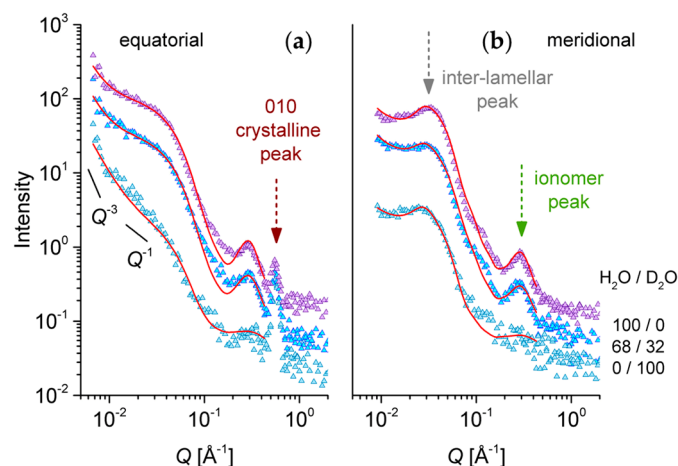 equatorial (a)
(b) meridional
inter-lamellar
peak
010
crystalline
peak
ionomer
peak
Q⁻³
Q⁻¹
H₂O / D₂O
100 / 0
68 / 32
0 / 100
Intensity
10³
10²
10¹
10⁰
10⁻¹
10⁻²
10⁻² 10⁻¹ 10⁰
10⁻² 10⁻¹ 10⁰
Q [Å⁻¹]
Q [Å⁻¹]